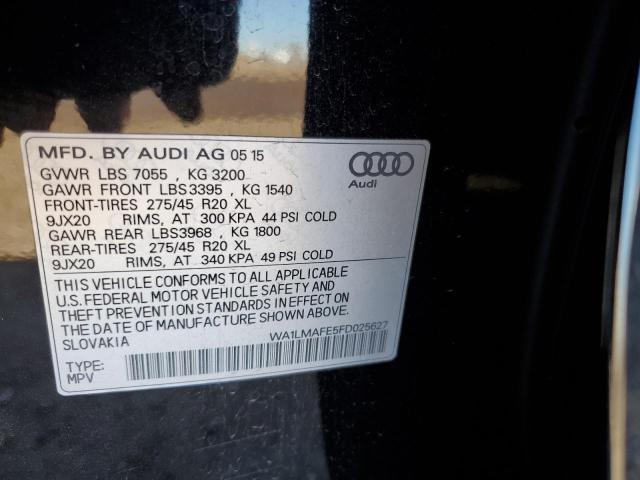 MFD. BY AUDI AG 05 15
GVWR LBS 7055 , KG 3200
GAWR FRONT LBS3395 , KG 1540
FRONT-TIRES 275/45 R20 XL
9JX20 RIMS, AT 300 KPA 44 PSI COLD
GAWR REAR LBS3968 , KG 1800
REAR-TIRES 275/45 R20 XL
9JX20 RIMS, AT 340 KPA 49 PSI COLD
Audi
THIS VEHICLE CONFORMS TO ALL APPLICABLE
U.S. FEDERAL MOTOR VEHICLE SAFETY AND
THEFT PREVENTION STANDARDS IN EFFECT ON
THE DATE OF MANUFACTURE SHOWN ABOVE.
SLOVAKIA
WA1LMAFE5FD025627
TYPE:
MPV